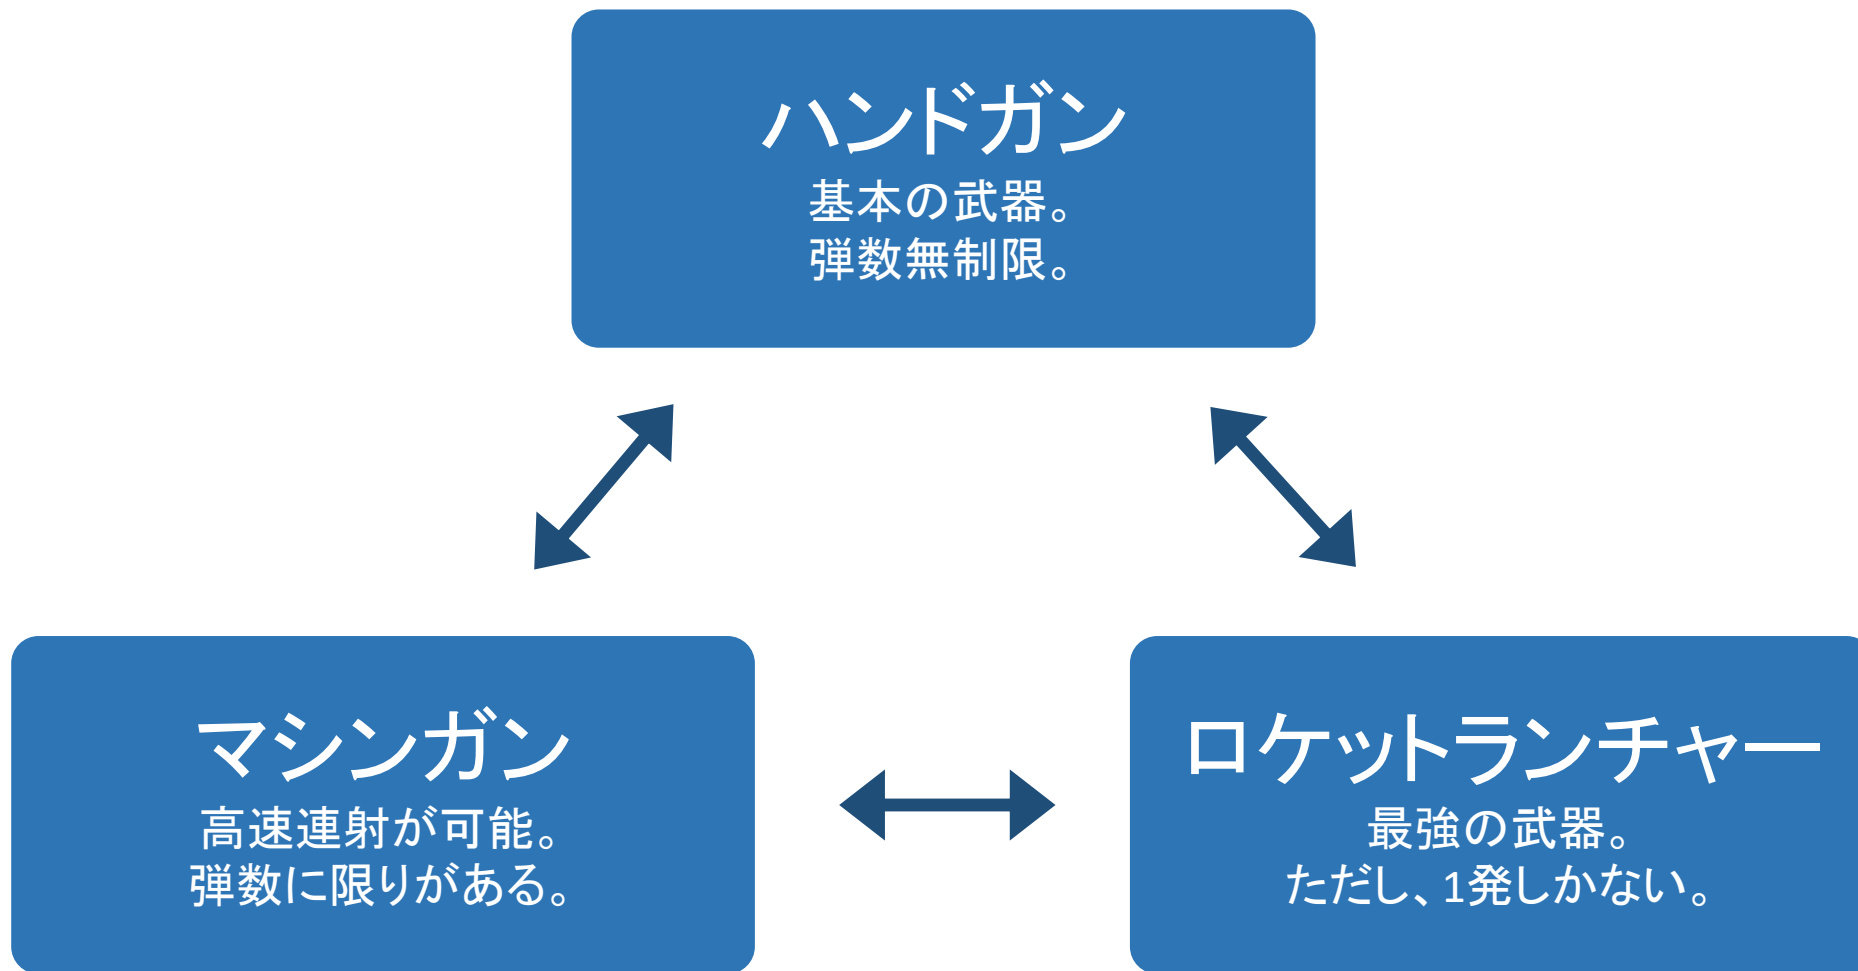 ハンドガン
基本の武器。
弾数無制限。
マシンガン
高速連射が可能。
弾数に限りがある。
ロケットランチャー
最強の武器。
ただし、1発しかない。